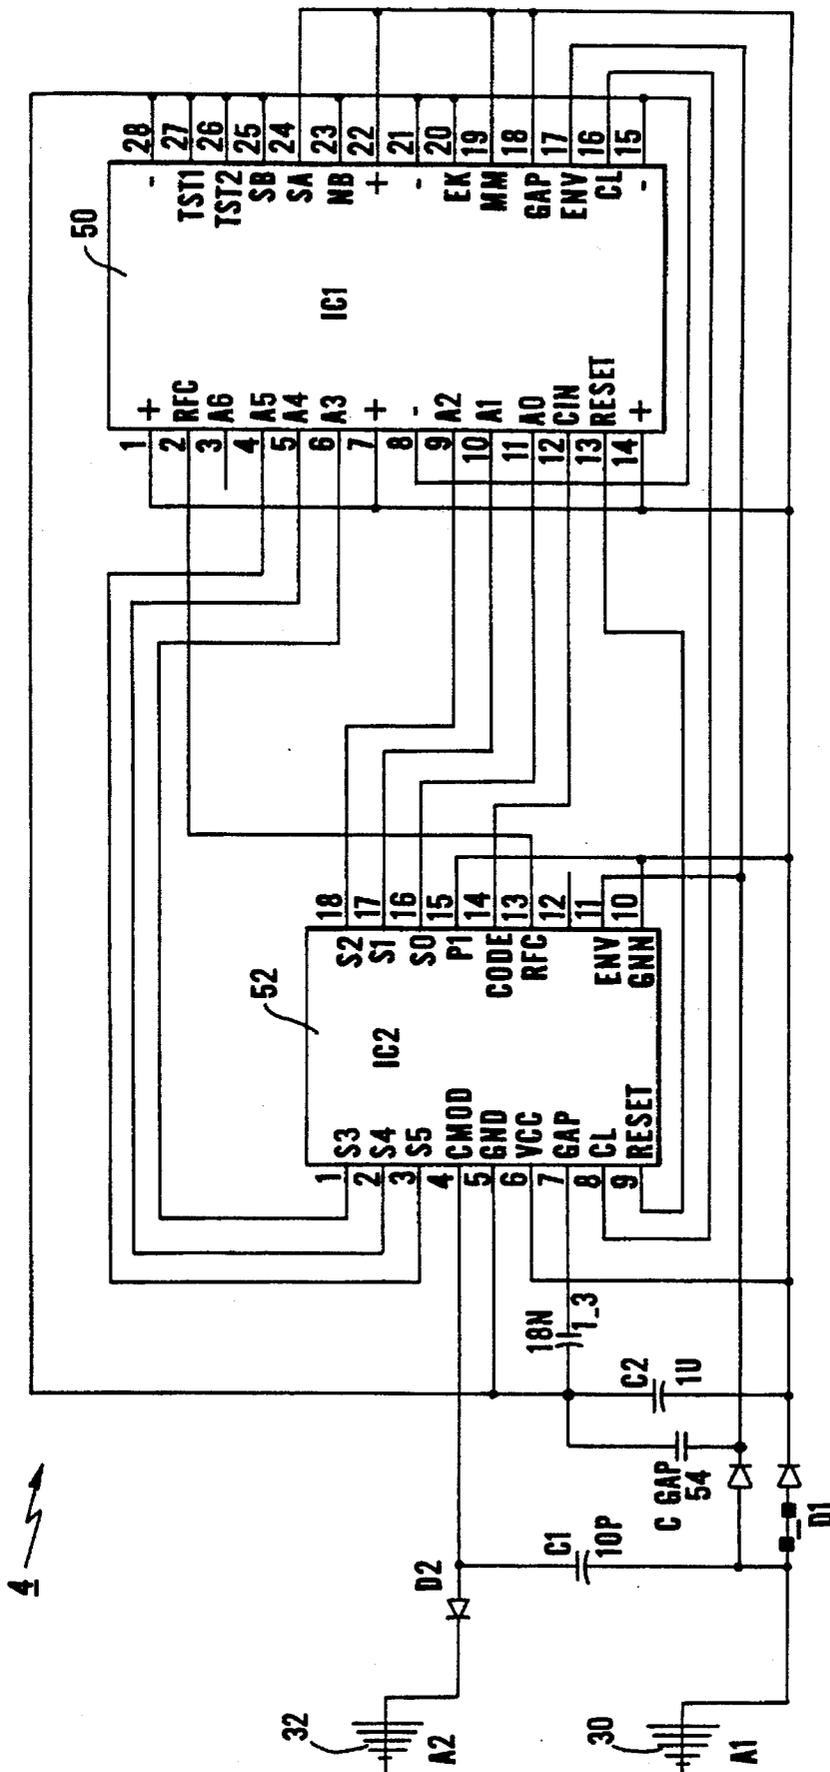 4
50
IC1
28 -
27 TST1
26 TST2
25 SB
24 SA
23 NB
22 +
21 -
20 EK
19 MM
18 GAP
17 ENV
16 CL
15 -
1 +
2 RFC
3 A6
4 A5
5 A4
6 A3
7 +
8 -
9 A2
10 A1
11 A0
12 CIN
13 RESET
14 +
52
IC2
18 S2
17 S1
16 S0
15 P1
14 CODE
13 RFC
12
11 ENV
10 GNN
1 S3
2 S4
3 S5
4 CMOD
5 GND
6 VCC
7 GAP
8 CL
9 RESET
18N
1_3
C2
1U
C GAP
54
C1
10P
D2
D1
32
A2
30
A1